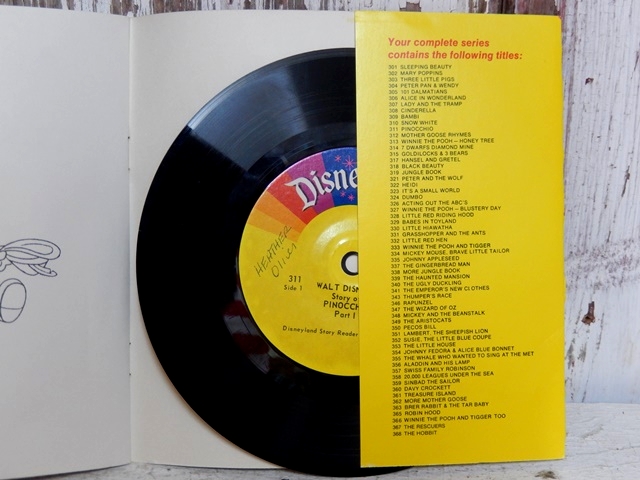 Your complete series
contains the following titles:
301 SLEEPING BEAUTY
302 MARY POPPINS
303 THREE LITTLE PIGS
304 PETER PAN & WENDY
305 101 DALMATIANS
306 ALICE IN WONDERLAND
307 LADY AND THE TRAMP
308 CINDERELLA
309 BAMBI
310 SNOW WHITE
311 PINOCCHIO
312 MOTHER GOOSE RHYMES
313 WINNIE THE POOH – HONEY TREE
314 7 DWARFS DIAMOND MINE
315 GOLDILOCKS & 3 BEARS
317 HANSEL AND GRETEL
318 BLACK BEAUTY
319 JUNGLE BOOK
321 PETER AND THE WOLF
322 HEIDI
323 IT'S A SMALL WORLD
324 DUMBO
326 ACTING OUT THE ABC'S
327 WINNIE THE POOH – BLUSTERY DAY
328 LITTLE RED RIDING HOOD
329 BABES IN TOYLAND
330 LITTLE HIAWATHA
331 GRASSHOPPER AND THE ANTS
332 LITTLE RED HEN
333 WINNIE THE POOH AND TIGGER
334 MICKEY MOUSE, BRAVE LITTLE TAILOR
335 JOHNNY APPLESEED
337 THE GINGERBREAD MAN
338 MORE JUNGLE BOOK
339 THE HAUNTED MANSION
340 THE UGLY DUCKLING
341 THE EMPEROR'S NEW CLOTHES
343 THUMPER'S RACE
346 RAPUNZEL
347 THE WIZARD OF OZ
348 MICKEY AND THE BEANSTALK
349 THE ARISTOCATS
350 PECOS BILL
351 LAMBERT, THE SHEEPISH LION
352 SUSIE, THE LITTLE BLUE COUPE
353 THE LITTLE HOUSE
354 JOHNNY FEDORA & ALICE BLUE BONNET
355 THE WHALE WHO WANTED TO SING AT THE MET
356 ALADDIN AND HIS LAMP
357 SWISS FAMILY ROBINSON
358 20,000 LEAGUES UNDER THE SEA
359 SINBAD THE SAILOR
360 DAVY CROCKETT
361 TREASURE ISLAND
362 MORE MOTHER GOOSE
363 BRER RABBIT & THE TAR BABY
365 ROBIN HOOD
366 WINNIE THE POOH AND TIGGER TOO
367 THE RESCUERS
368 THE HOBBIT
Disne
HEATHER
311
Side 1
WALT DISN
Story o
PINOCCH
Part I
Disneyland Story Reader